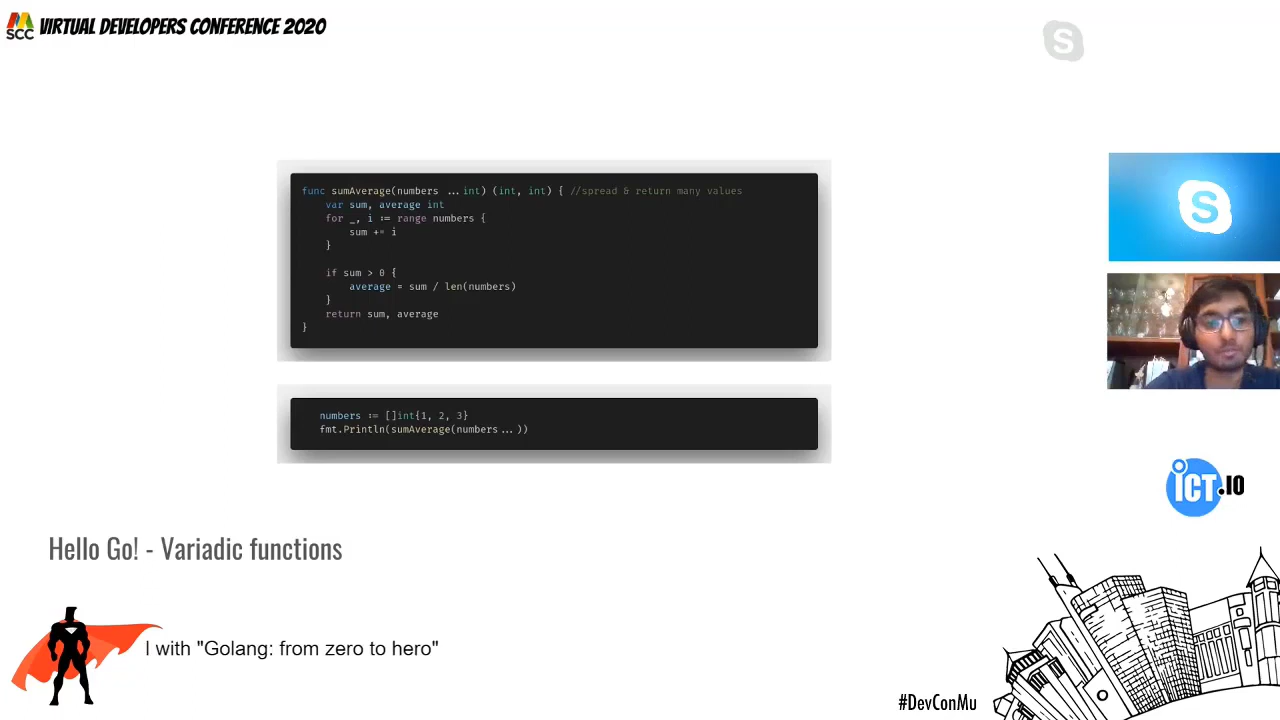 SCC VIRTUAL DEVELOPERS CONFERENCE 2020
S
func sumAverage(numbers ...int) (int, int) { //spread & return many values
var sum, average int
for _, i := range numbers {
sum += i
}
if sum > 0 {
average = sum / len(numbers)
}
return sum, average
}
S
numbers := []int{1, 2, 3}
fmt.Println(sumAverage(numbers...))
iCT.IO
Hello Go! - Variadic functions
l with "Golang: from zero to hero"
#DevConMu